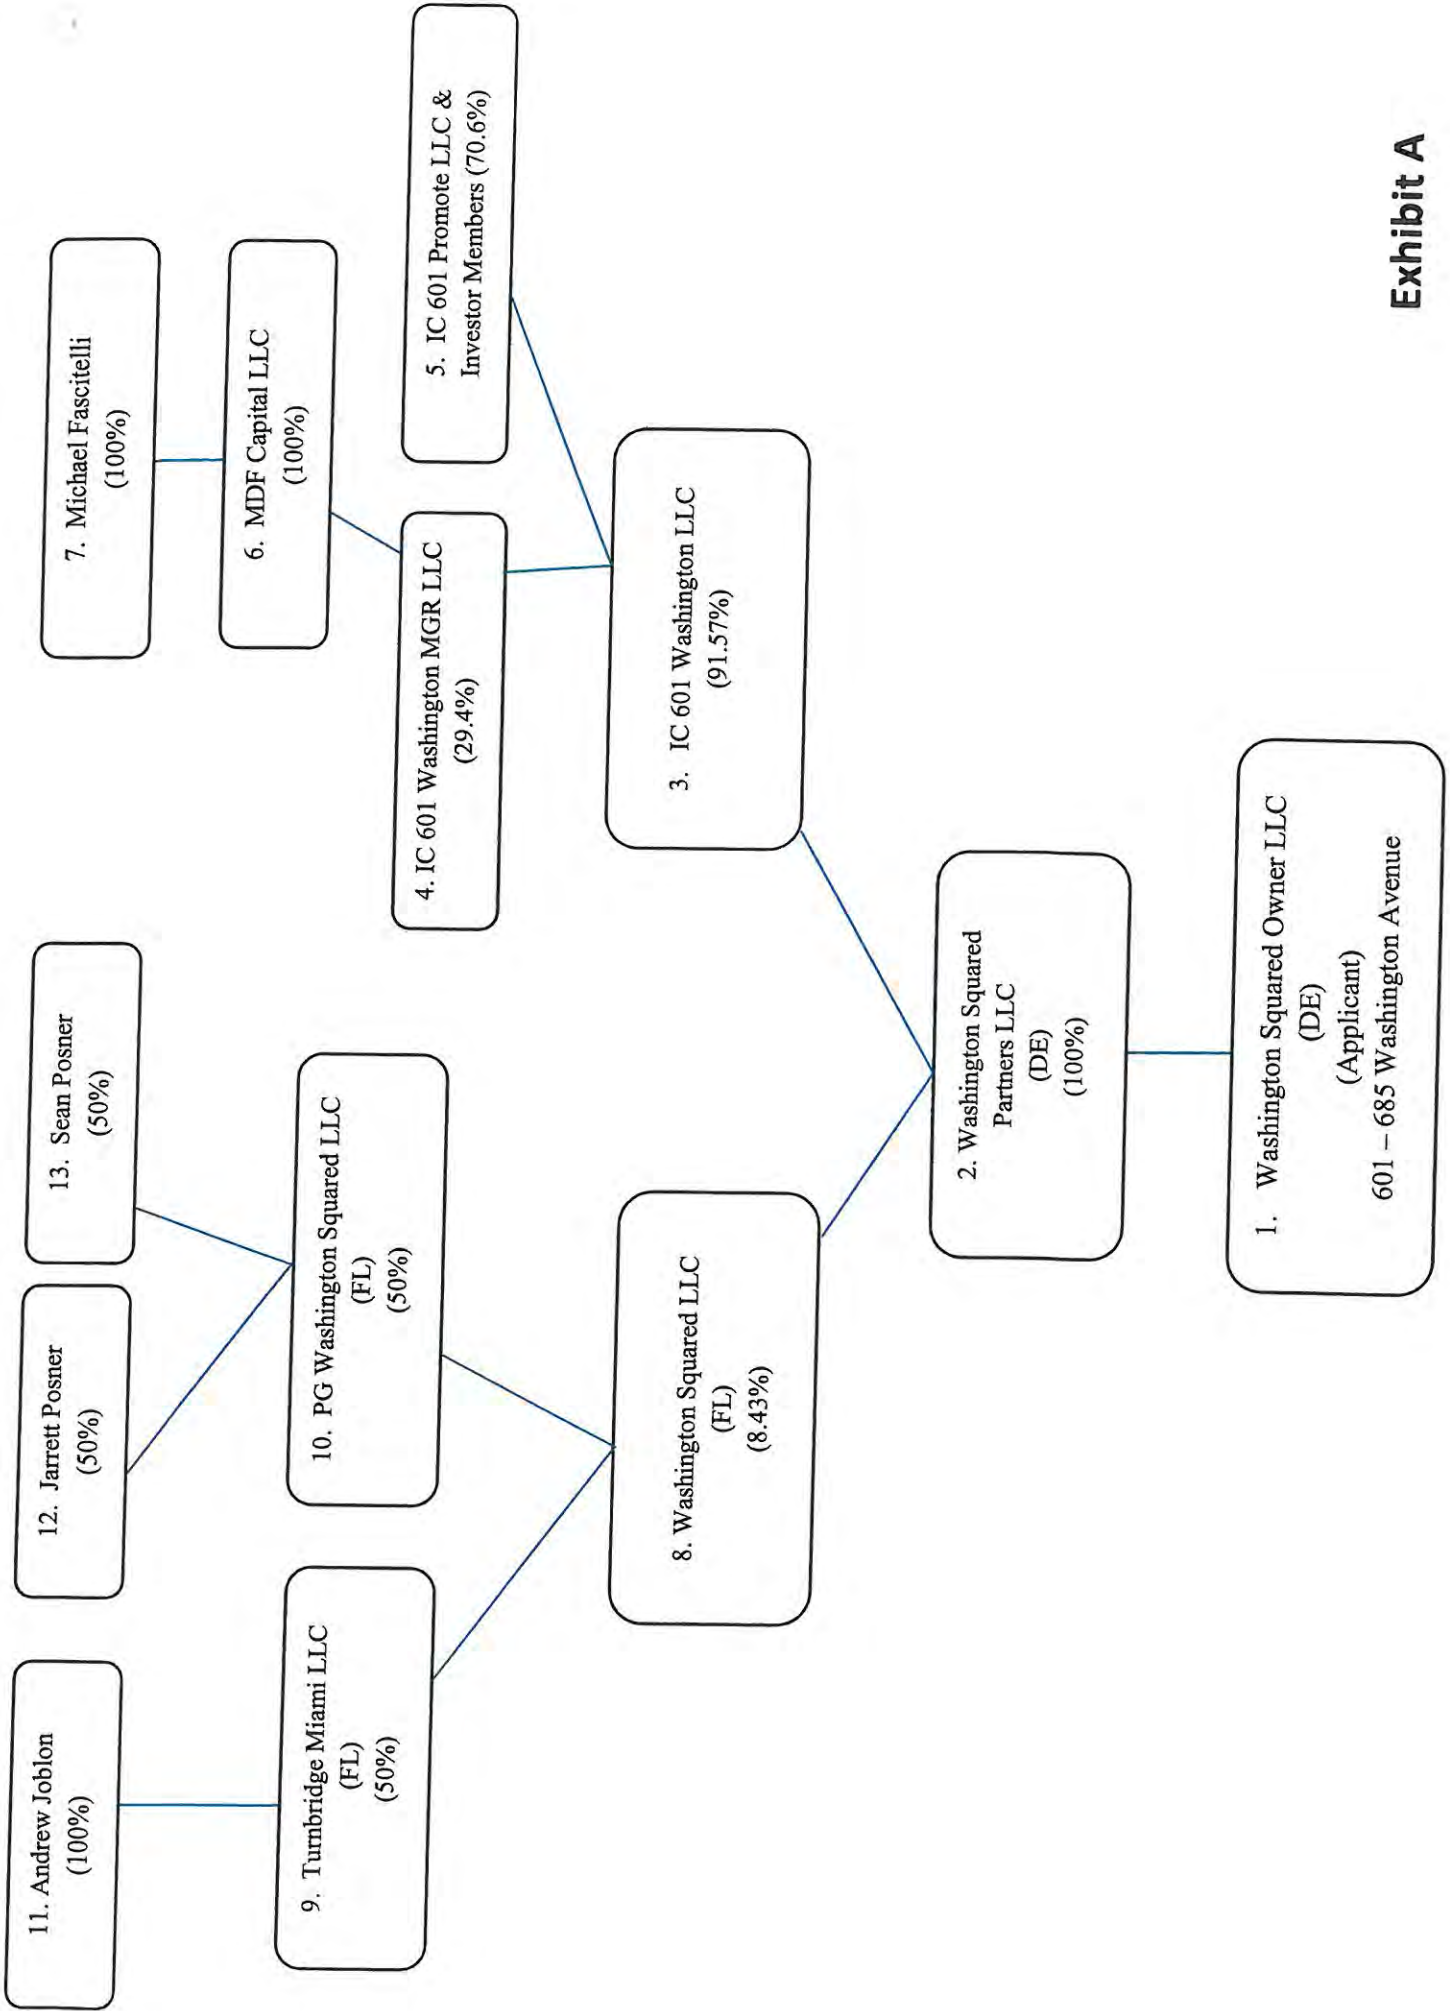 11. Andrew Joblon
(100%)
12. Jarrett Posner
(50%)
13. Sean Posner
(50%)
7. Michael Fascitelli
(100%)
9. Turnbridge Miami LLC
(FL)
(50%)
10. PG Washington Squared LLC
(FL)
(50%)
6. MDF Capital LLC
(100%)
4. IC 601 Washington MGR LLC
(29.4%)
5. IC 601 Promote LLC &
Investor Members (70.6%)
8. Washington Squared LLC
(FL)
(8.43%)
3. IC 601 Washington LLC
(91.57%)
2. Washington Squared
Partners LLC
(DE)
(100%)
1. Washington Squared Owner LLC
(DE)
(Applicant)
601 – 685 Washington Avenue
Exhibit A